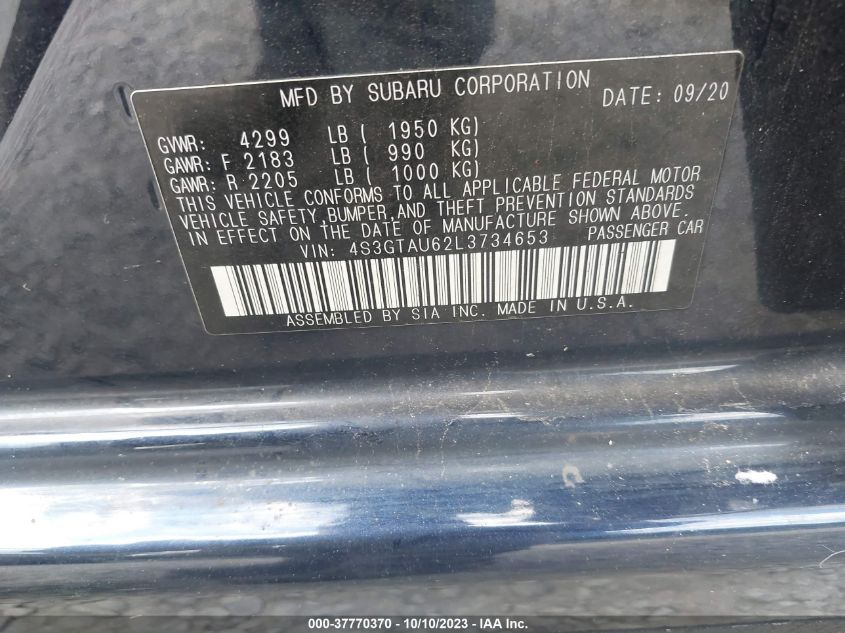 MFD BY SUBARU CORPORATION DATE: 09/20
GVWR: 4299 LB ( 1950 KG)
GAWR: F 2183 LB ( 990 KG)
GAWR: R 2205 LB ( 1000 KG)
THIS VEHICLE CONFORMS TO ALL APPLICABLE FEDERAL MOTOR
VEHICLE SAFETY, BUMPER, AND THEFT PREVENTION STANDARDS
IN EFFECT ON THE DATE OF MANUFACTURE SHOWN ABOVE.
VIN: 4S3GTAU62L3734653 PASSENGER CAR
ASSEMBLED BY SIA INC. MADE IN U.S.A.
000-37770370 - 10/10/2023 - IAA Inc.